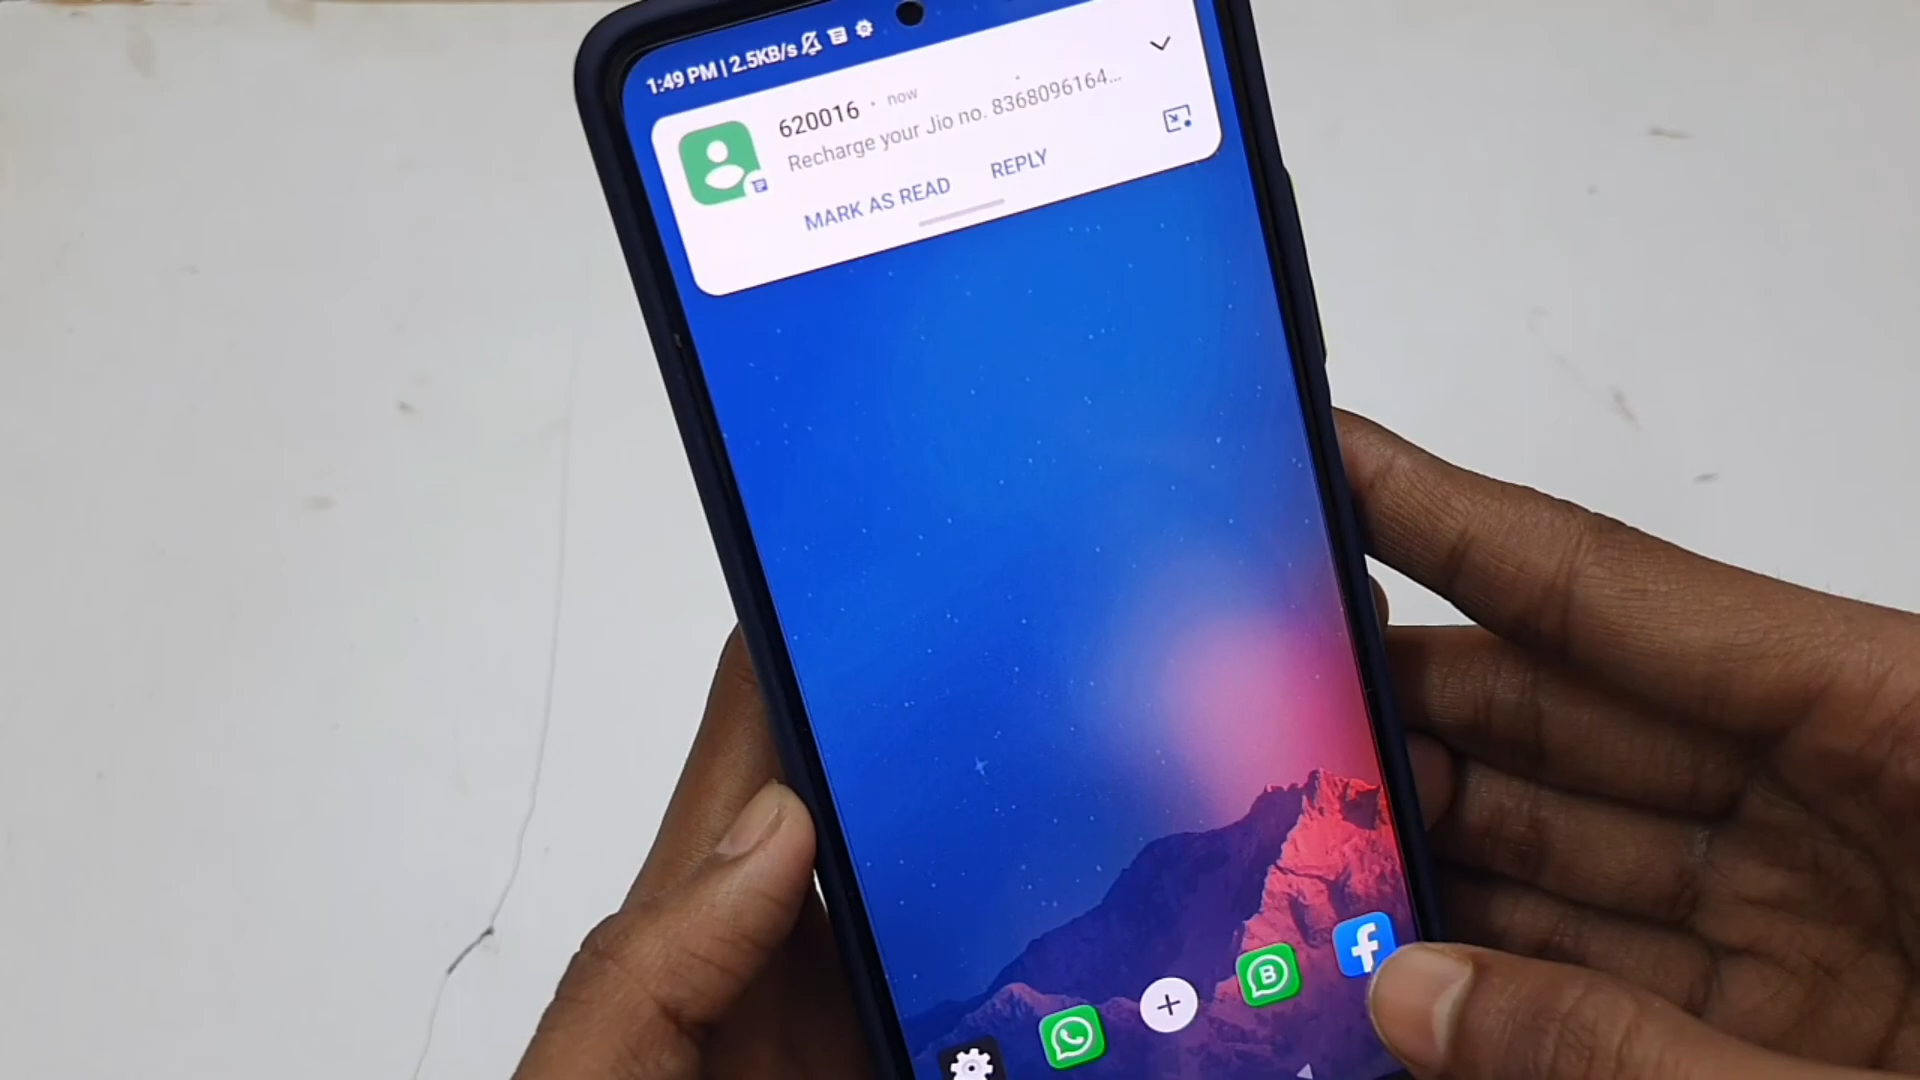 1:49 PM | 2.5KB/s
620016 • now
Recharge your Jio no. 8368096164...
MARK AS READ REPLY
B
f